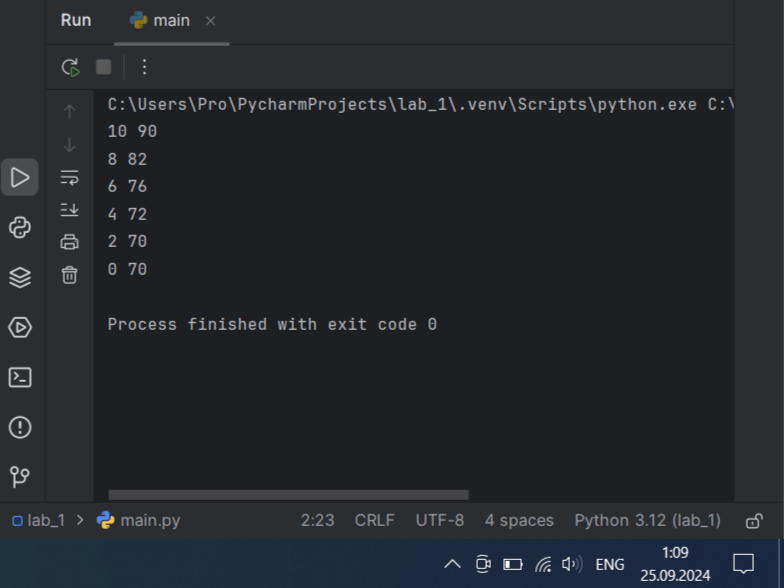 Run main
C:\Users\Pro\PycharmProjects\lab_1\.venv\Scripts\python.exe C:\
10 90
8 82
6 76
4 72
2 70
0 70
Process finished with exit code 0
lab_1 > main.py 2:23 CRLF UTF-8 4 spaces Python 3.12 (lab_1)
ENG 1:09
25.09.2024